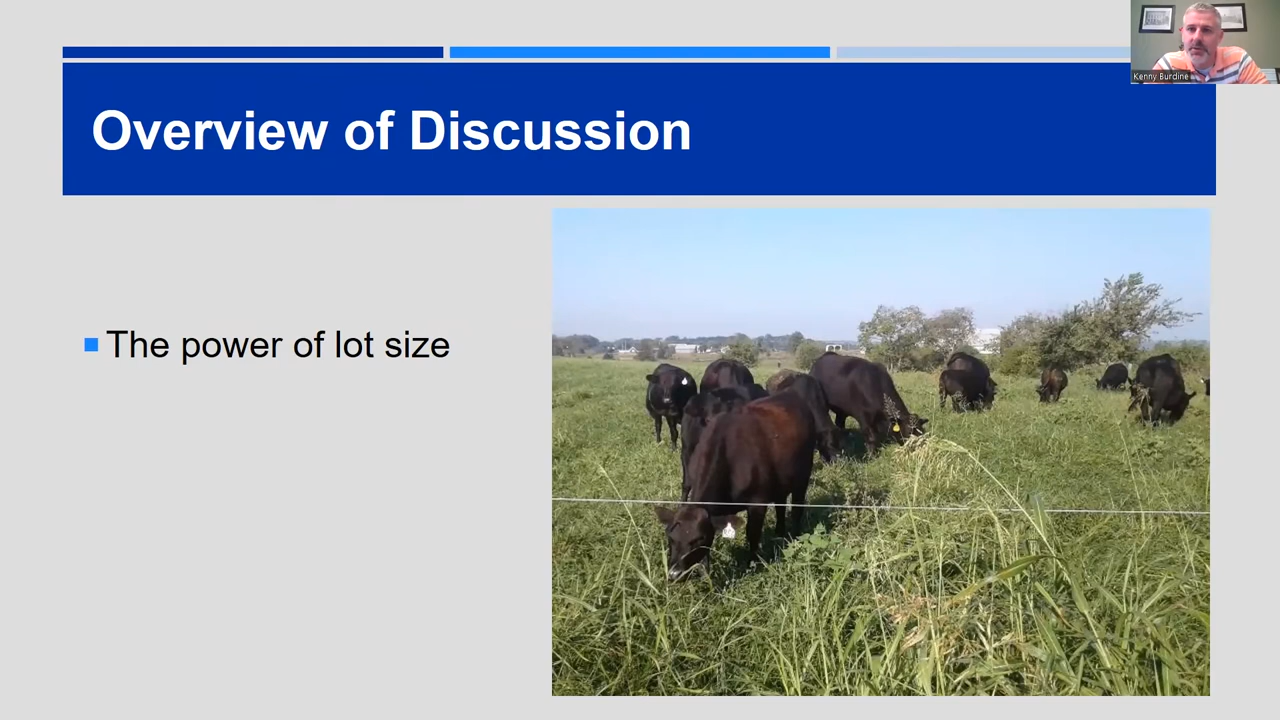 Kenny Burdine
Overview of Discussion
The power of lot size